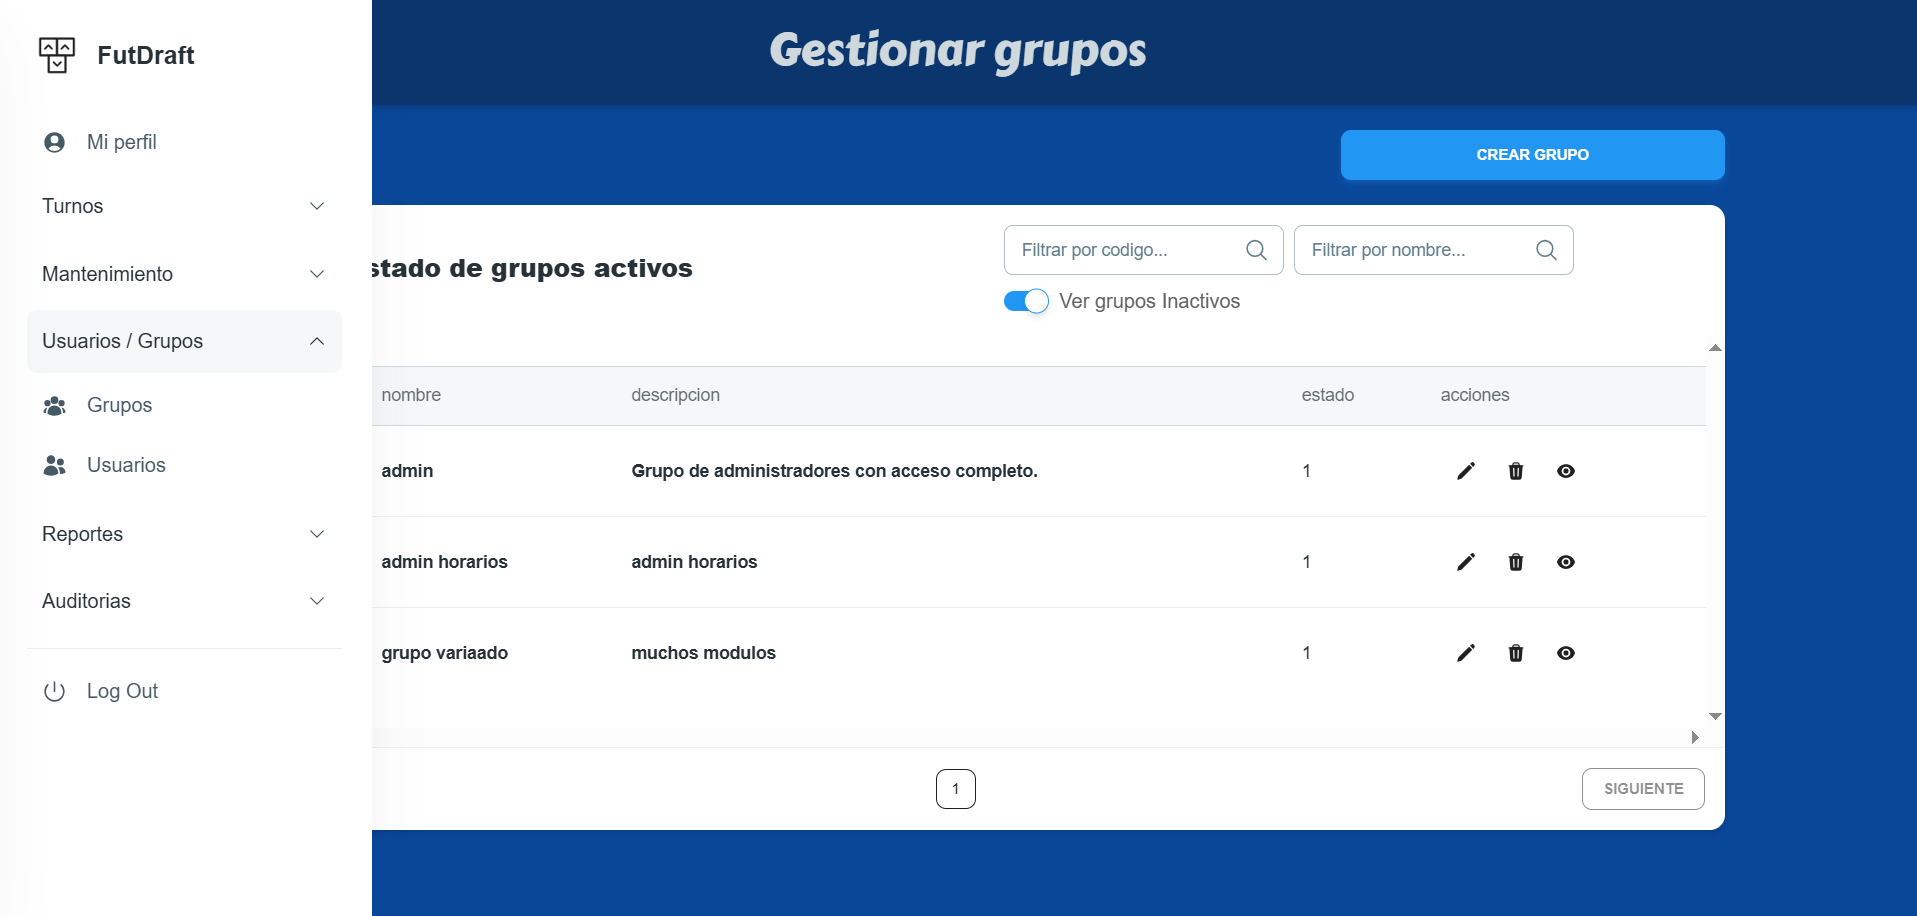 FutDraft
Mi perfil
Turnos
Mantenimiento
Usuarios / Grupos
Grupos
Usuarios
Reportes
Auditorias
Log Out
Gestionar grupos
CREAR GRUPO
stado de grupos activos
Filtrar por codigo...
Filtrar por nombre...
Ver grupos Inactivos
nombre descripcion estado acciones
admin Grupo de administradores con acceso completo. 1
admin horarios admin horarios 1
grupo variaado muchos modulos 1
1
SIGUIENTE